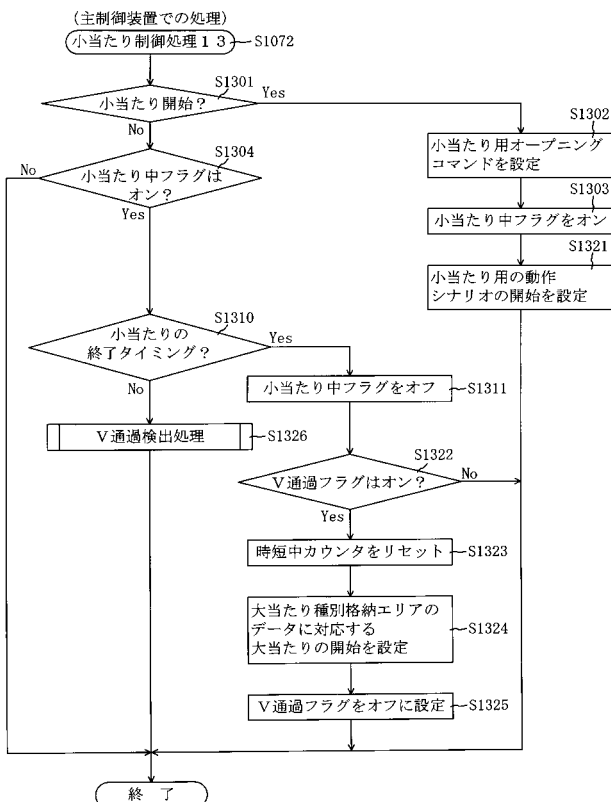 (主制御装置での処理)
小当たり制御処理13
S1072
S1301
小当たり開始?
Yes
No
S1302
小当たり用オープニング
コマンドを設定
S1304
No
小当たり中フラグは
オン?
Yes
S1303
小当たり中フラグをオン
S1321
小当たり用の動作
シナリオの開始を設定
S1310
小当たりの
終了タイミング?
Yes
No
小当たり中フラグをオフ
S1311
V通過検出処理
S1326
S1322
V通過フラグはオン?
No
Yes
時短中カウンタをリセット
S1323
大当たり種別格納エリアの
データに対応する
大当たりの開始を設定
S1324
V通過フラグをオフに設定
S1325
終 了